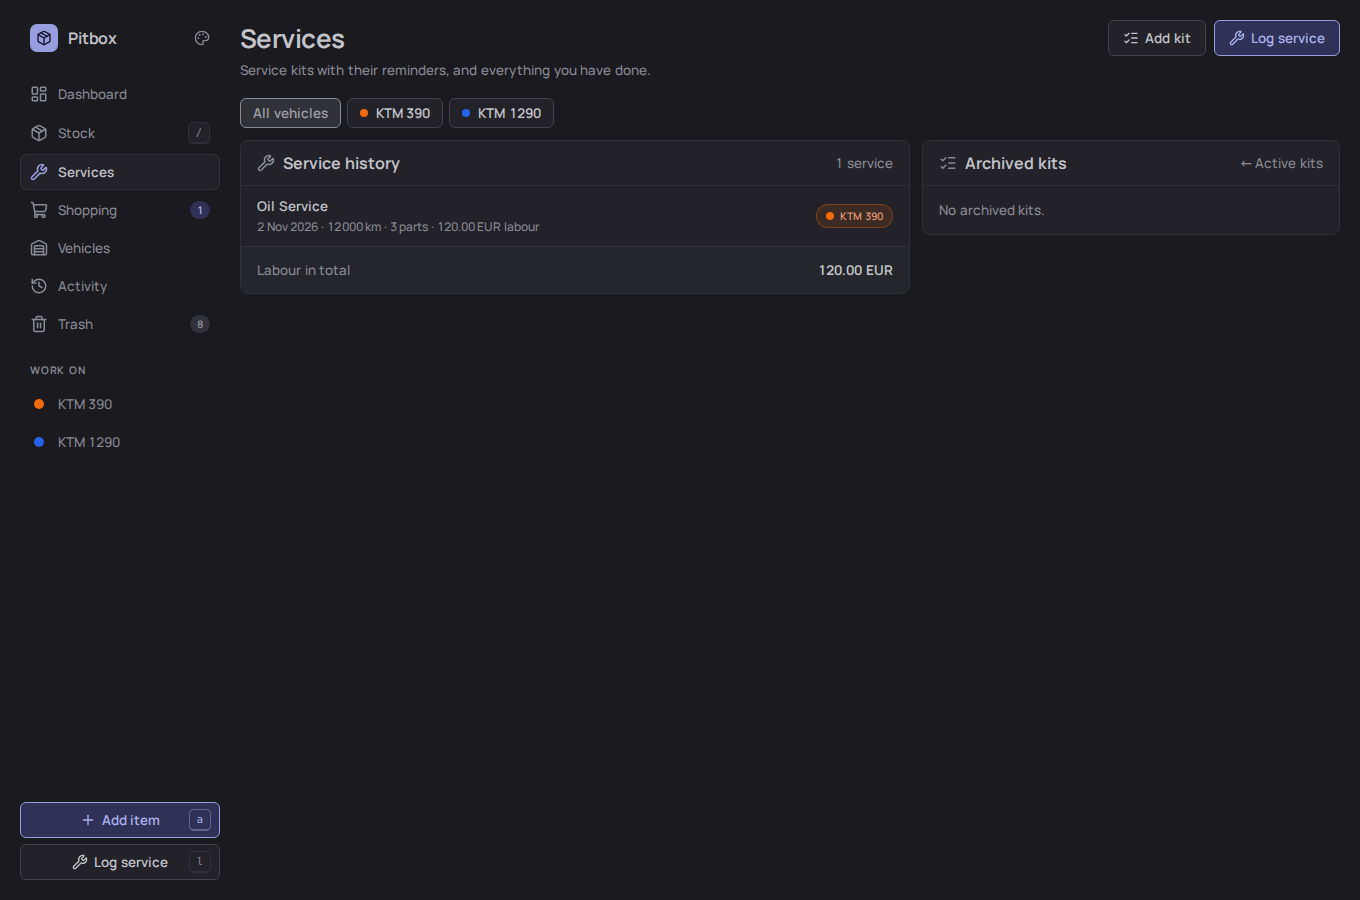 Pitbox
Dashboard
Stock /
Services
Shopping 1
Vehicles
Activity
Trash 8
WORK ON
KTM 390
KTM 1290
Add item a
Log service l
Services
Service kits with their reminders, and everything you have done.
Add kit
Log service
All vehicles
KTM 390
KTM 1290
Service history
1 service
Oil Service
2 Nov 2026 · 12 000 km · 3 parts · 120.00 EUR labour
KTM 390
Labour in total
120.00 EUR
Archived kits
← Active kits
No archived kits.